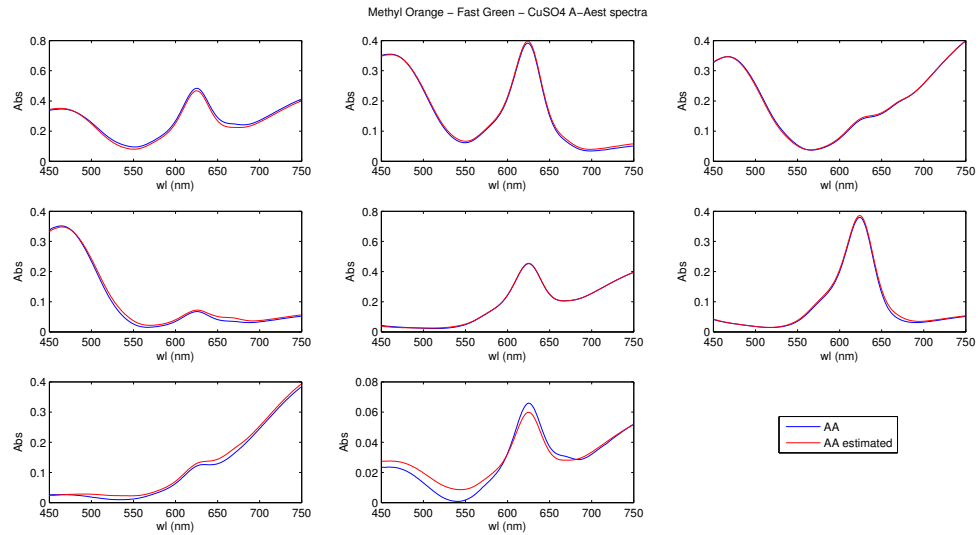 Methyl Orange − Fast Green − CuSO4 A−Aest spectra
0.8
0.6
0.4
0.2
0
Abs
450 500 550 600 650 700 750
wl (nm)
0.4
0.3
0.2
0.1
0
Abs
450 500 550 600 650 700 750
wl (nm)
0.4
0.3
0.2
0.1
0
Abs
450 500 550 600 650 700 750
wl (nm)
0.4
0.3
0.2
0.1
0
Abs
450 500 550 600 650 700 750
wl (nm)
0.8
0.6
0.4
0.2
0
Abs
450 500 550 600 650 700 750
wl (nm)
0.4
0.3
0.2
0.1
0
Abs
450 500 550 600 650 700 750
wl (nm)
0.4
0.3
0.2
0.1
0
Abs
450 500 550 600 650 700 750
wl (nm)
0.08
0.06
0.04
0.02
0
Abs
450 500 550 600 650 700 750
wl (nm)
AA
AA estimated